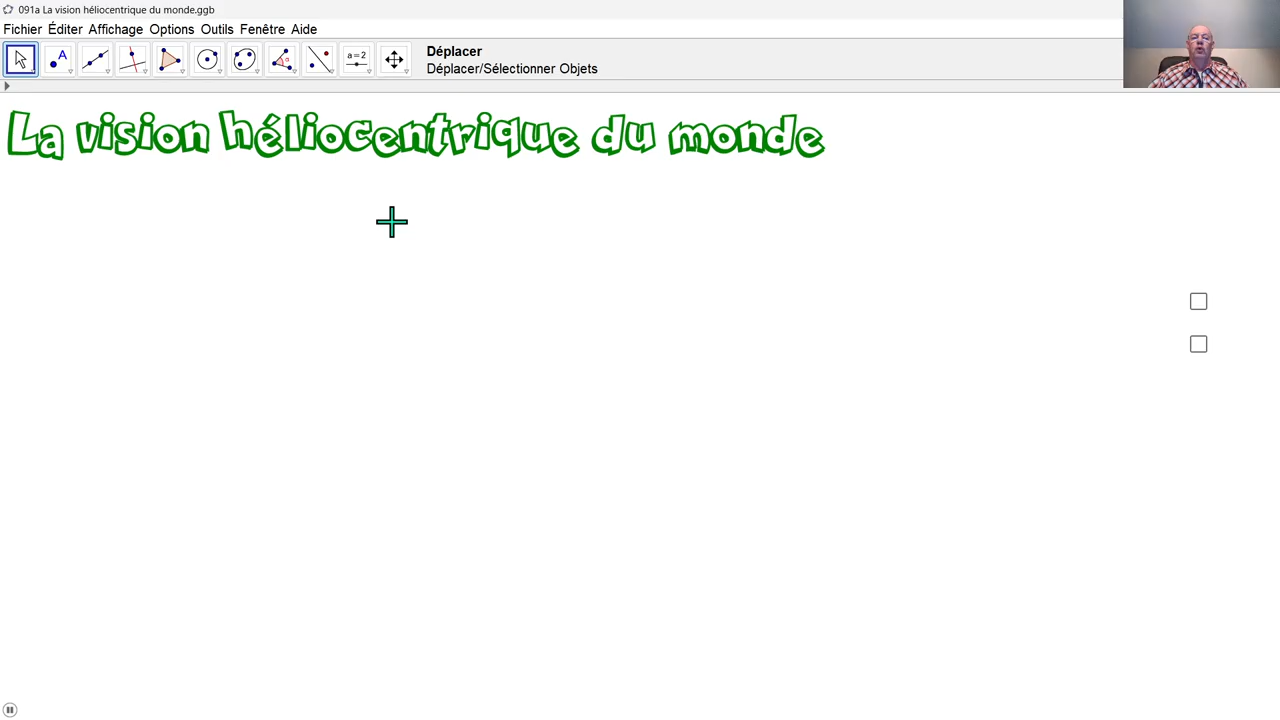 091a La vision héliocentrique du monde.ggb
Fichier Éditer Affichage Options Outils Fenêtre Aide
A
α
a=2
Déplacer
Déplacer/Sélectionner Objets
La vision héliocentrique du monde